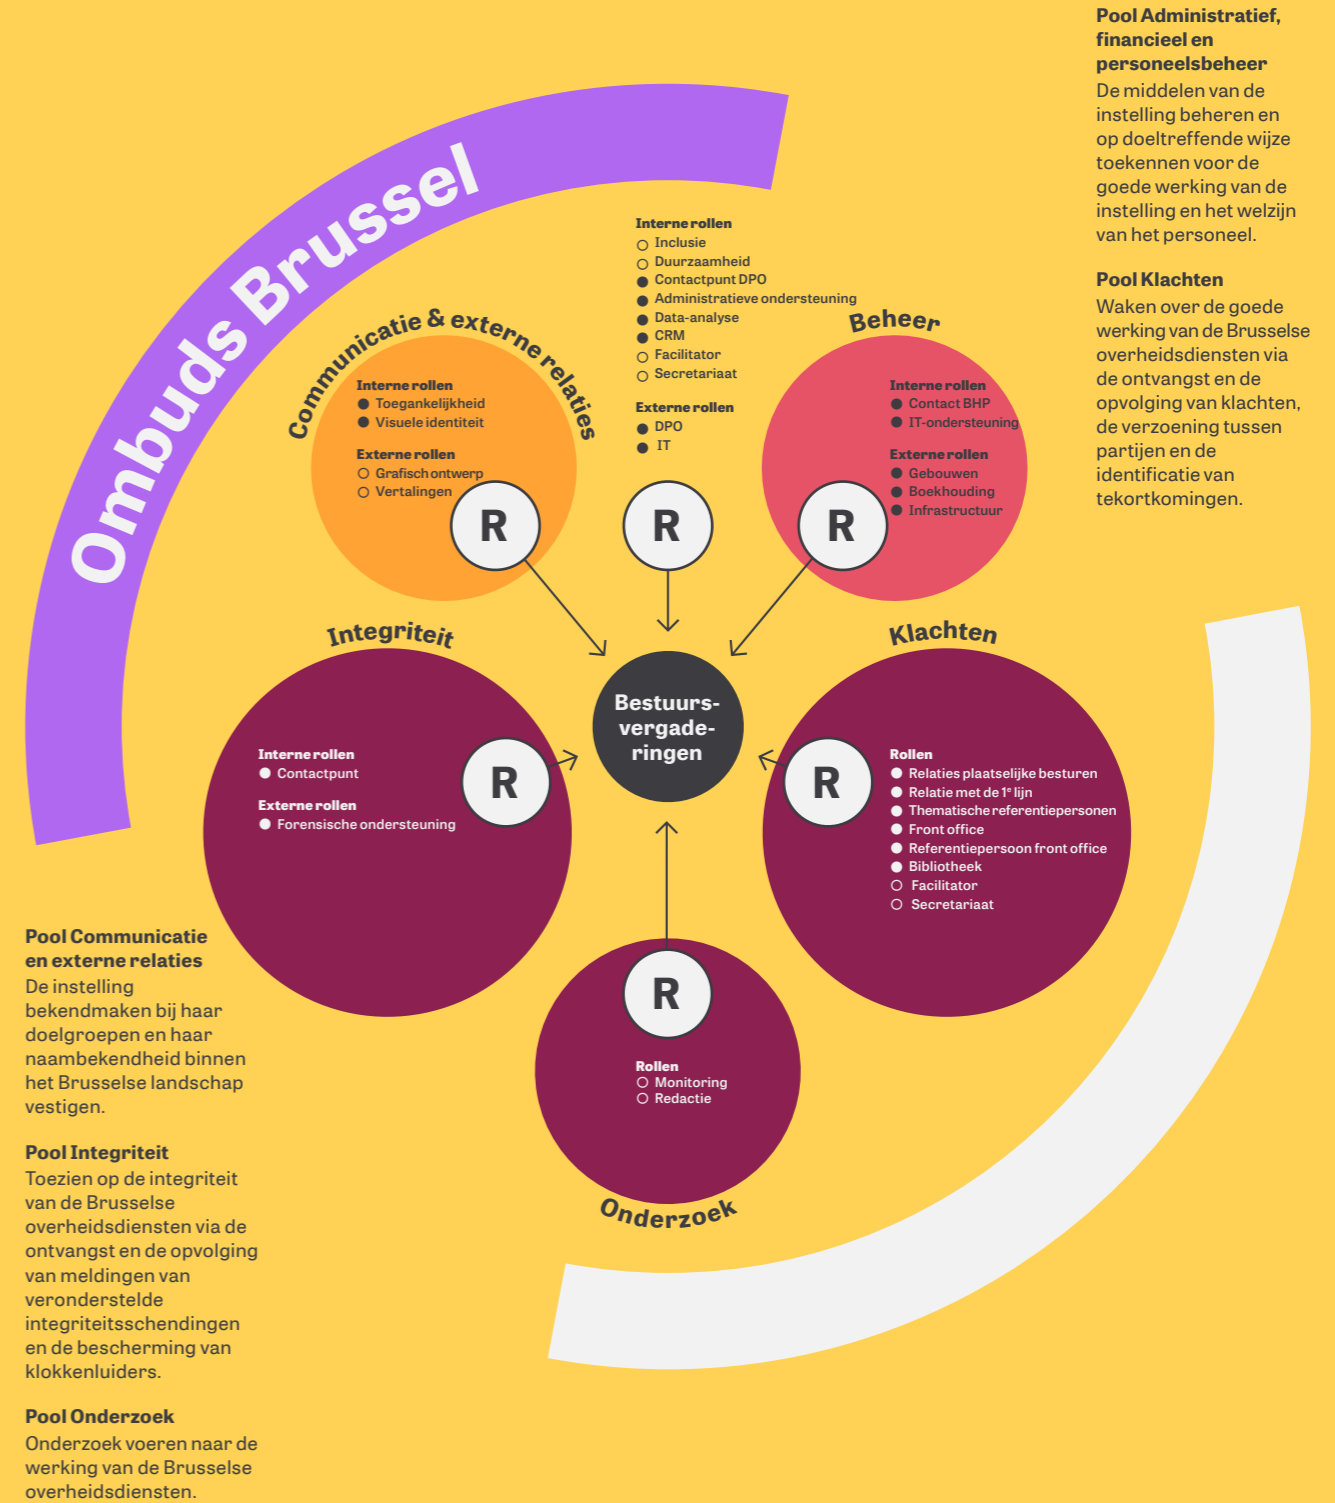 Pool Administratief,
financieel en
personeelsbeheer
De middelen van de
instelling beheren en
op doeltreffende wijze
toekennen voor de
goede werking van de
instelling en het welzijn
van het personeel.
Pool Klachten
Waken over de goede
werking van de Brusselse
overheidsdiensten via
de ontvangst en de
opvolging van klachten,
de verzoening tussen
partijen en de
identificatie van
tekortkomingen.
Ombuds Brussel
Communicatie & externe relaties
Interne rollen
Toegankelijkheid
Visuele identiteit
Externe rollen
Grafisch ontwerp
Vertalingen
R
Interne rollen
Inclusie
Duurzaamheid
Contactpunt DPO
Administratieve ondersteuning
Data-analyse
CRM
Facilitator
Secretariaat
Externe rollen
DPO
IT
R
Beheer
Interne rollen
Contact BHP
IT-ondersteuning
Externe rollen
Gebouwen
Boekhouding
Infrastructuur
R
Integriteit
Interne rollen
Contactpunt
Externe rollen
Forensische ondersteuning
R
Bestuurs-
vergade-
ringen
Klachten
R
Rollen
Relaties plaatselijke besturen
Relatie met de 1e lijn
Thematische referentiepersonen
Front office
Referentiepersoon front office
Bibliotheek
Facilitator
Secretariaat
R
Rollen
Monitoring
Redactie
Onderzoek
Pool Communicatie
en externe relaties
De instelling
bekendmaken bij haar
doelgroepen en haar
naambekendheid binnen
het Brusselse landschap
vestigen.
Pool Integriteit
Toezien op de integriteit
van de Brusselse
overheidsdiensten via de
ontvangst en de opvolging
van meldingen van
veronderstelde
integriteitsschendingen
en de bescherming van
klokkenluiders.
Pool Onderzoek
Onderzoek voeren naar de
werking van de Brusselse
overheidsdiensten.